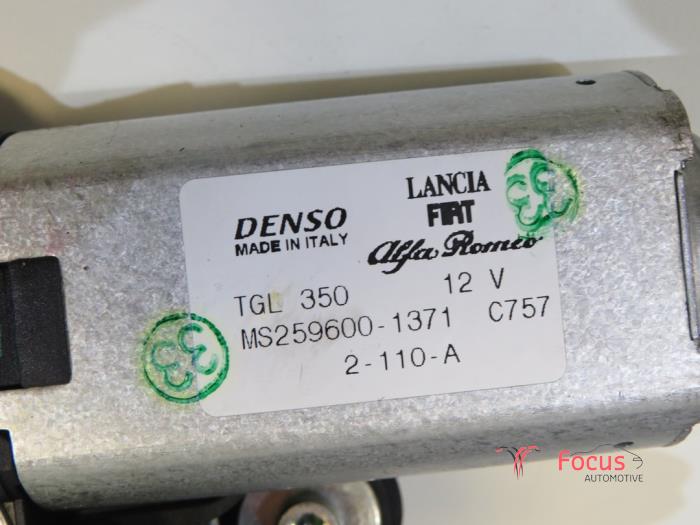 DENSO
MADE IN ITALY
LANCIA
FIAT
Alfa Romeo
TGL 350 12 V
MS259600-1371 C757
2-110-A
33
33
Focus
AUTOMOTIVE